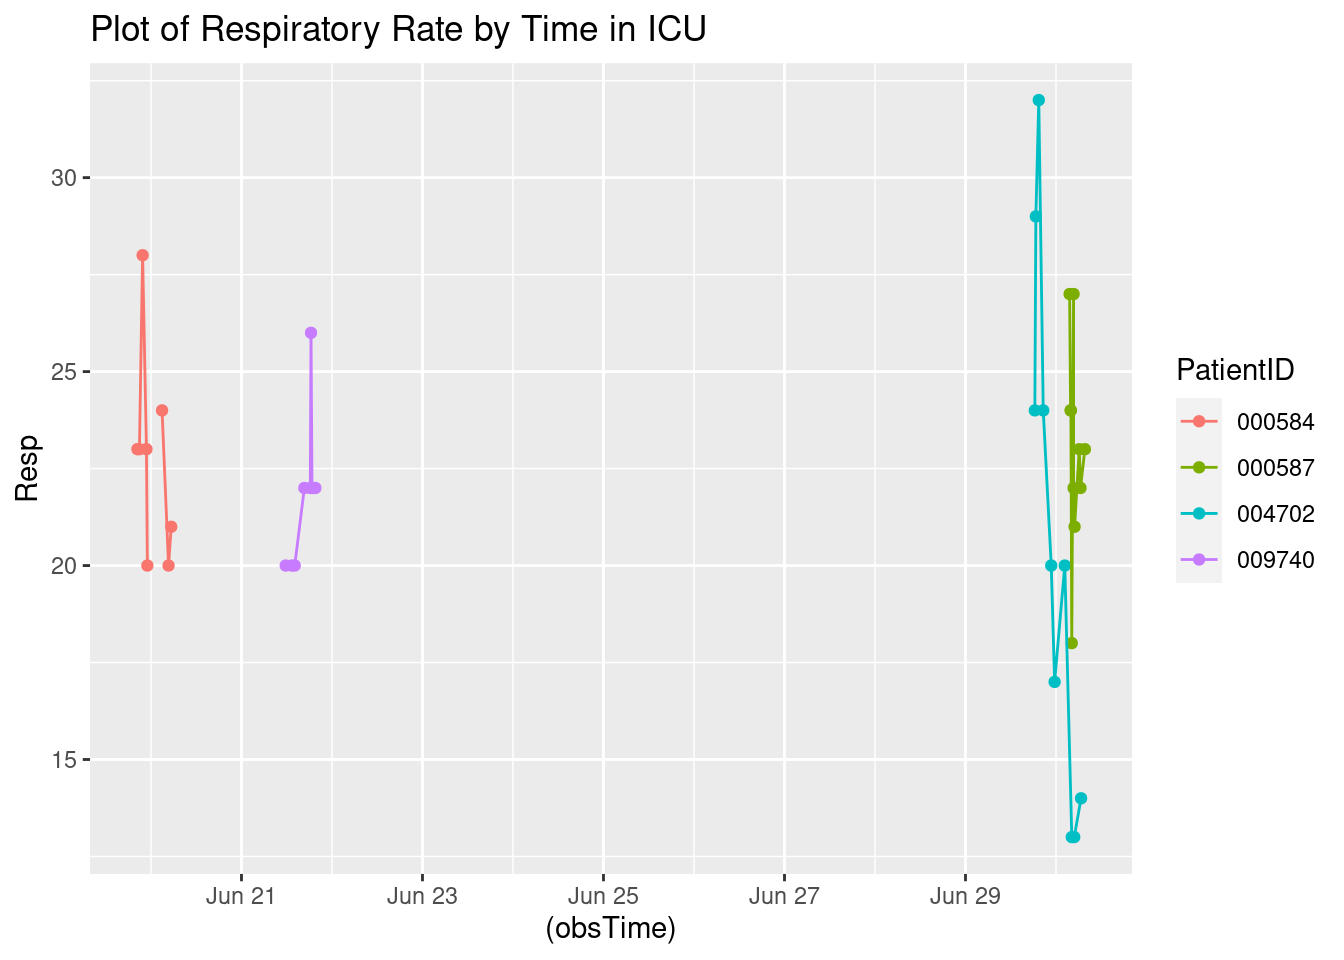 Plot of Respiratory Rate by Time in ICU
30
25
20
15
Resp
Jun 21 Jun 23 Jun 25 Jun 27 Jun 29
(obsTime)
PatientID
000584
000587
004702
009740